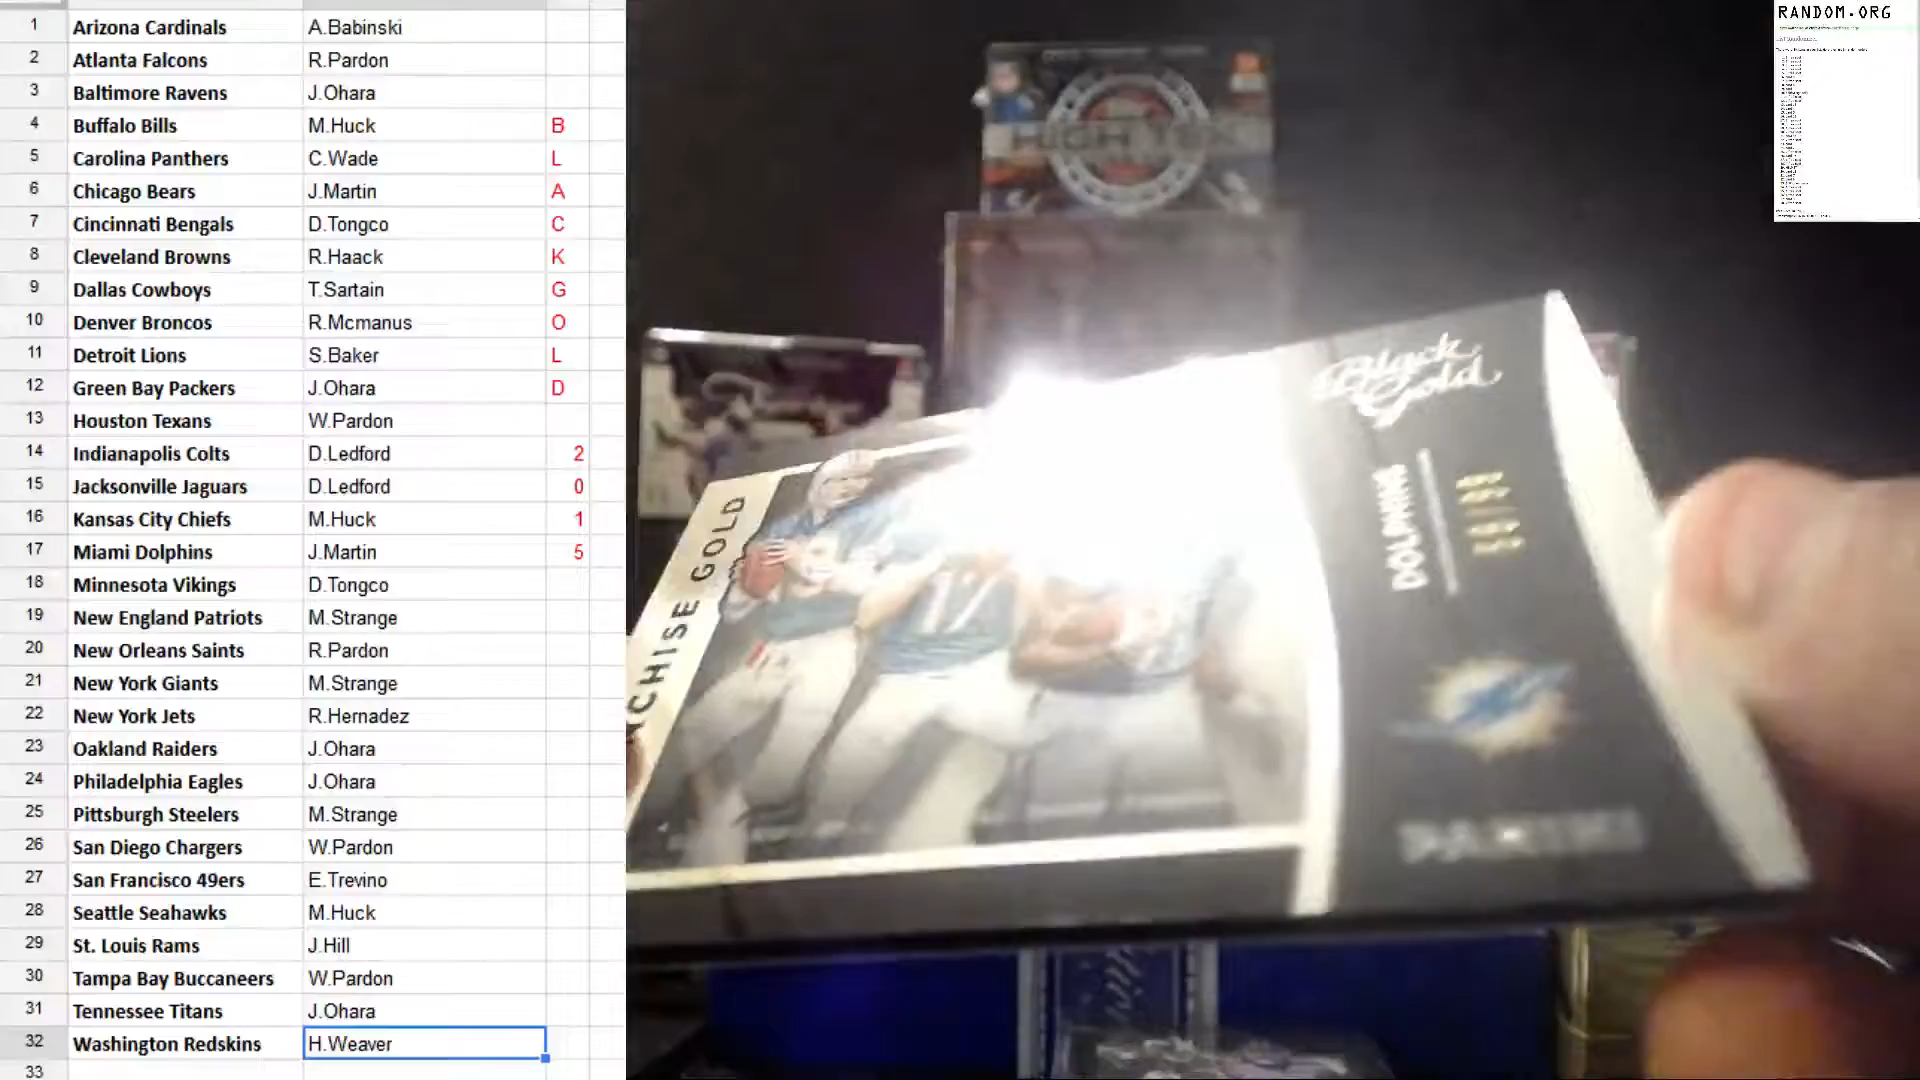 1 Arizona Cardinals A.Babinski
2 Atlanta Falcons R.Pardon
3 Baltimore Ravens J.Ohara
4 Buffalo Bills M.Huck B
5 Carolina Panthers C.Wade L
6 Chicago Bears J.Martin A
7 Cincinnati Bengals D.Tongco C
8 Cleveland Browns R.Haack K
9 Dallas Cowboys T.Sartain G
10 Denver Broncos R.Mcmanus O
11 Detroit Lions S.Baker L
12 Green Bay Packers J.Ohara D
13 Houston Texans W.Pardon
14 Indianapolis Colts D.Ledford 2
15 Jacksonville Jaguars D.Ledford 0
16 Kansas City Chiefs M.Huck 1
17 Miami Dolphins J.Martin 5
18 Minnesota Vikings D.Tongco
19 New England Patriots M.Strange
20 New Orleans Saints R.Pardon
21 New York Giants M.Strange
22 New York Jets R.Hernadez
23 Oakland Raiders J.Ohara
24 Philadelphia Eagles J.Ohara
25 Pittsburgh Steelers M.Strange
26 San Diego Chargers W.Pardon
27 San Francisco 49ers E.Trevino
28 Seattle Seahawks M.Huck
29 St. Louis Rams J.Hill
30 Tampa Bay Buccaneers W.Pardon
31 Tennessee Titans J.Ohara
32 Washington Redskins H.Weaver
33
RANDOM.ORG
Black
Gold
DOLPHINS
NCHISE GOLD
17
PANINI